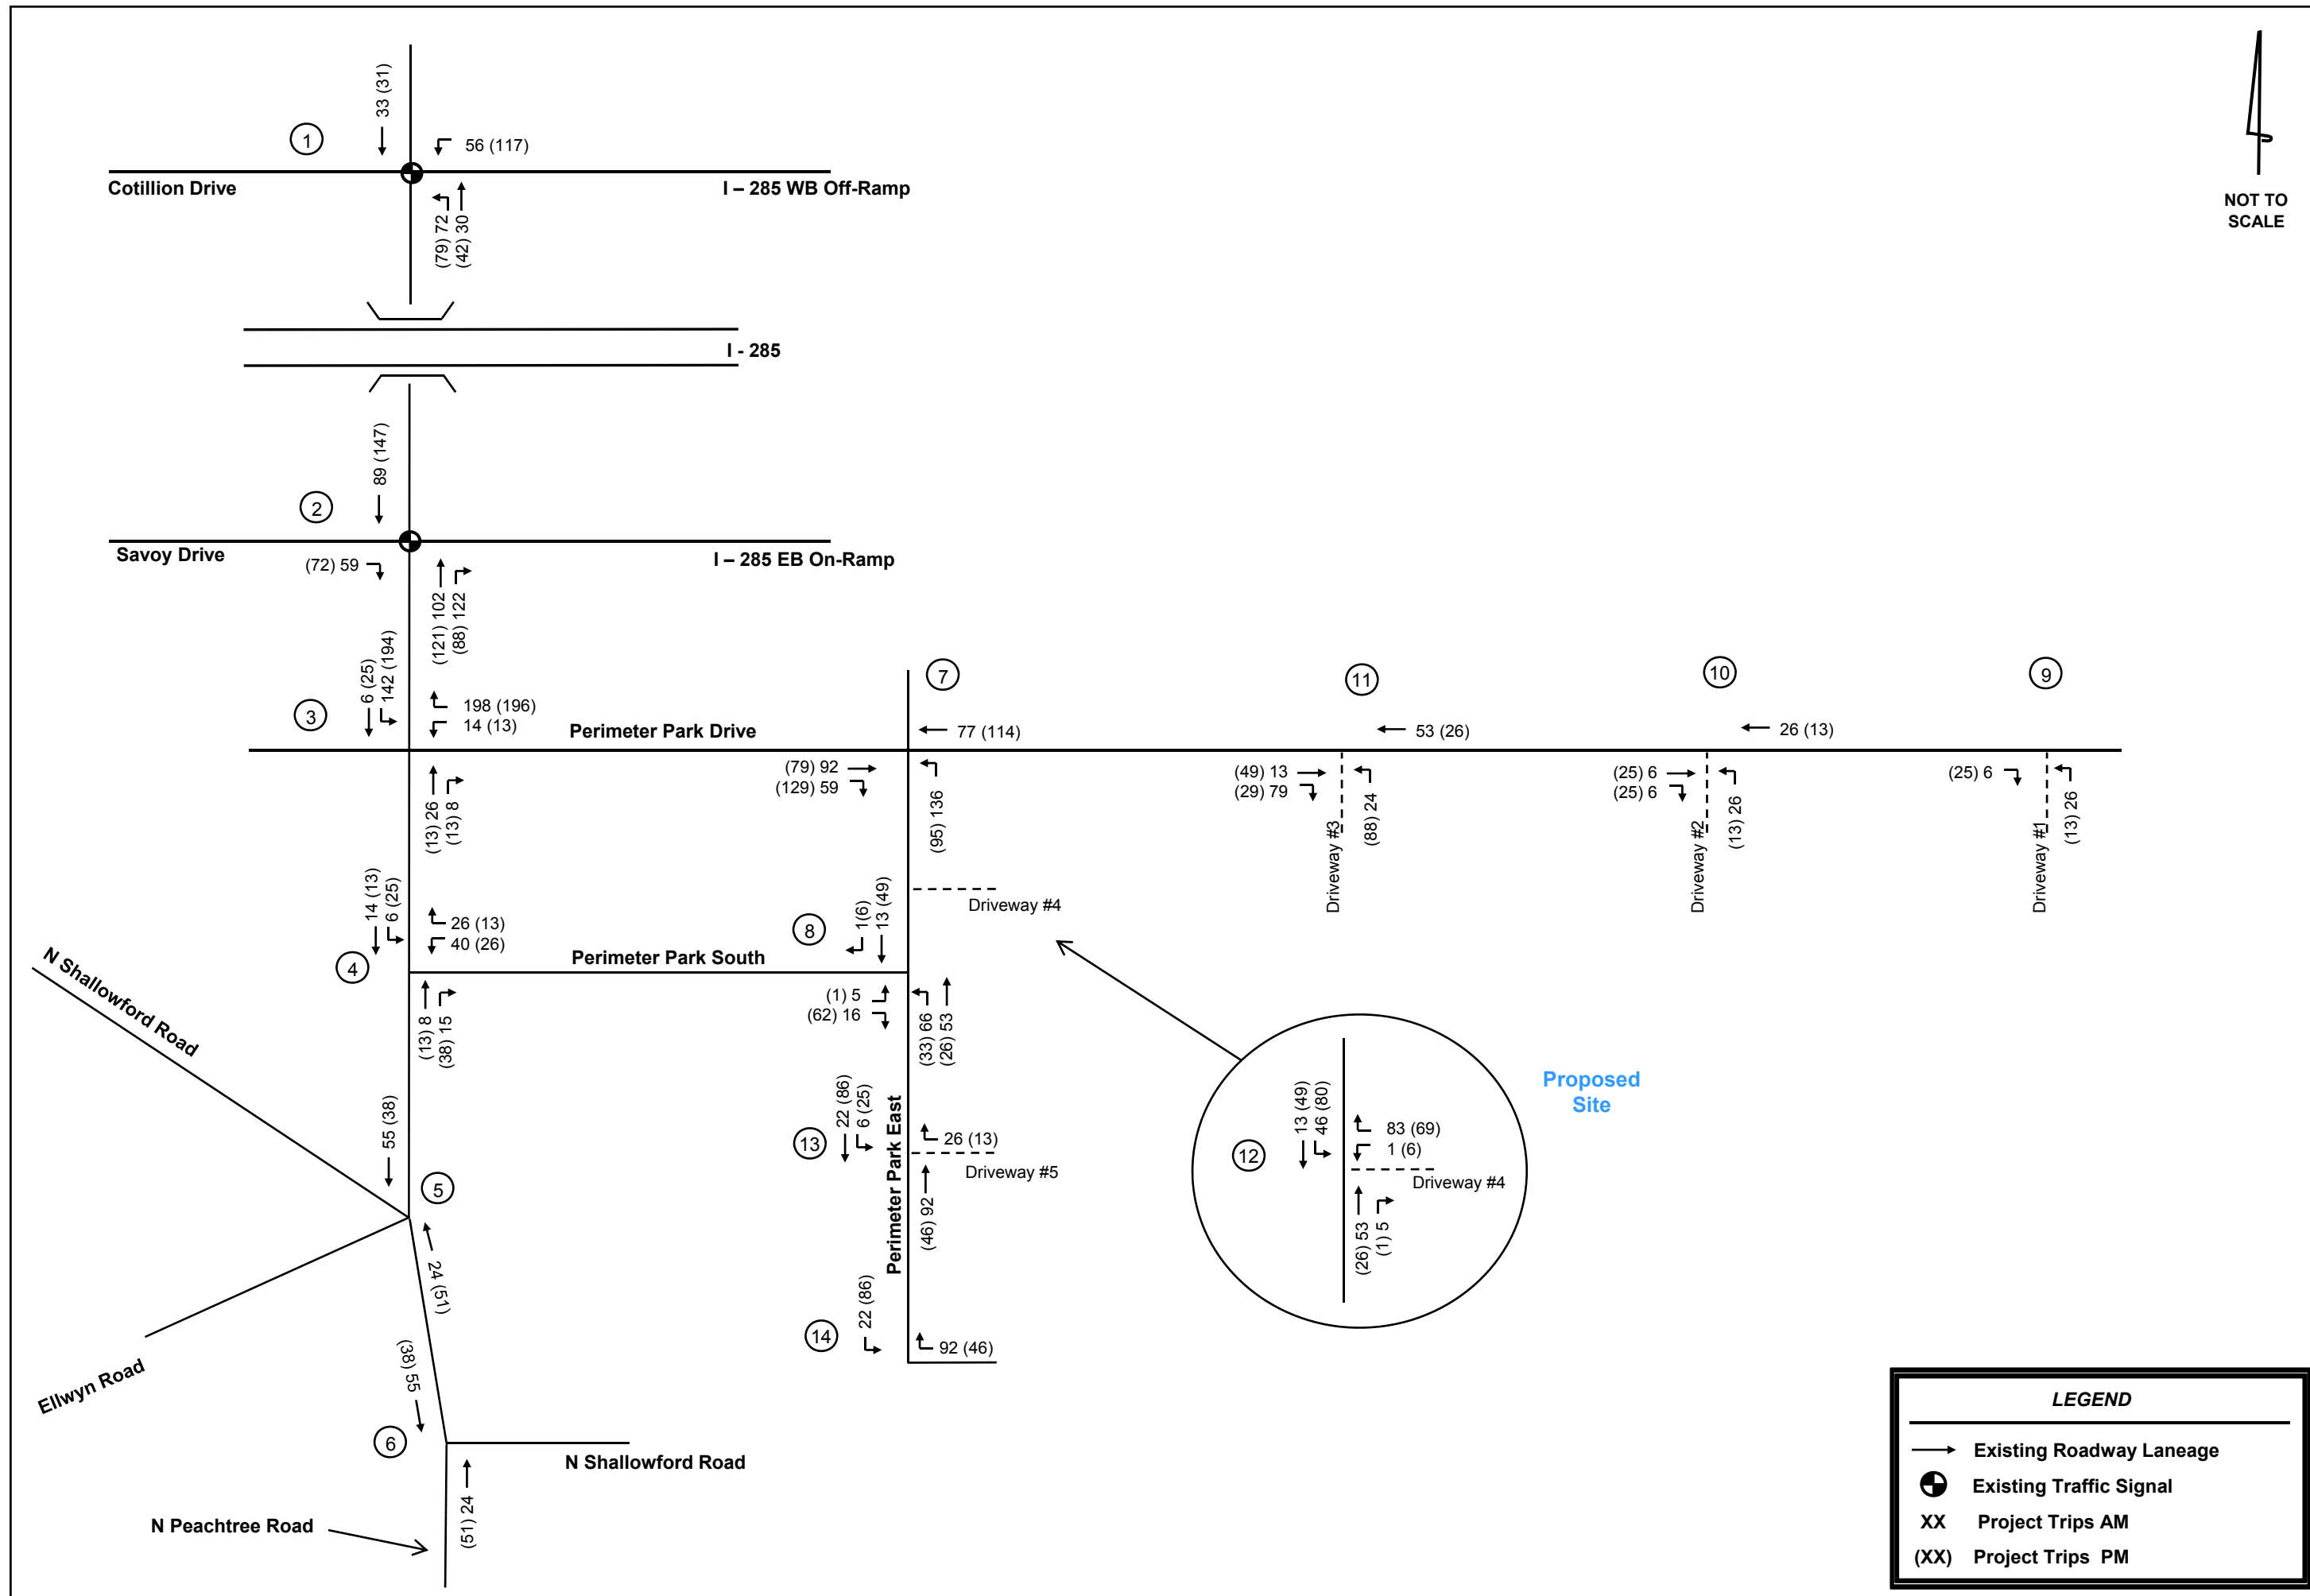 33 (31)
1
56 (117)
Cotillion Drive
I – 285 WB Off-Ramp
(79) 72
(42) 30
NOT TO
SCALE
I - 285
89 (147)
2
Savoy Drive
I – 285 EB On-Ramp
(72) 59
(121) 102
(88) 122
6 (25)
142 (194)
3
198 (196)
14 (13)
Perimeter Park Drive
7
77 (114)
11
53 (26)
10
26 (13)
9
(13) 26
(13) 8
(79) 92
(129) 59
(95) 136
(49) 13
(29) 79
Driveway #3
(88) 24
(25) 6
(25) 6
Driveway #2
(13) 26
(25) 6
Driveway #1
(13) 26
14 (13)
6 (25)
26 (13)
40 (26)
4
Perimeter Park South
8
1(6)
13 (49)
Driveway #4
N Shallowford Road
(13) 8
(38) 15
(1) 5
(62) 16
(33) 66
(26) 53
55 (38)
5
13
22 (86)
6 (25)
26 (13)
Driveway #5
Perimeter Park East
(46) 92
12
13 (49)
46 (80)
83 (69)
1 (6)
Driveway #4
(26) 53
(1) 5
Proposed
Site
24 (51)
14
22 (86)
92 (46)
Ellwyn Road
(38) 55
6
N Shallowford Road
N Peachtree Road
(51) 24
LEGEND
Existing Roadway Laneage
Existing Traffic Signal
XX Project Trips AM
(XX) Project Trips PM